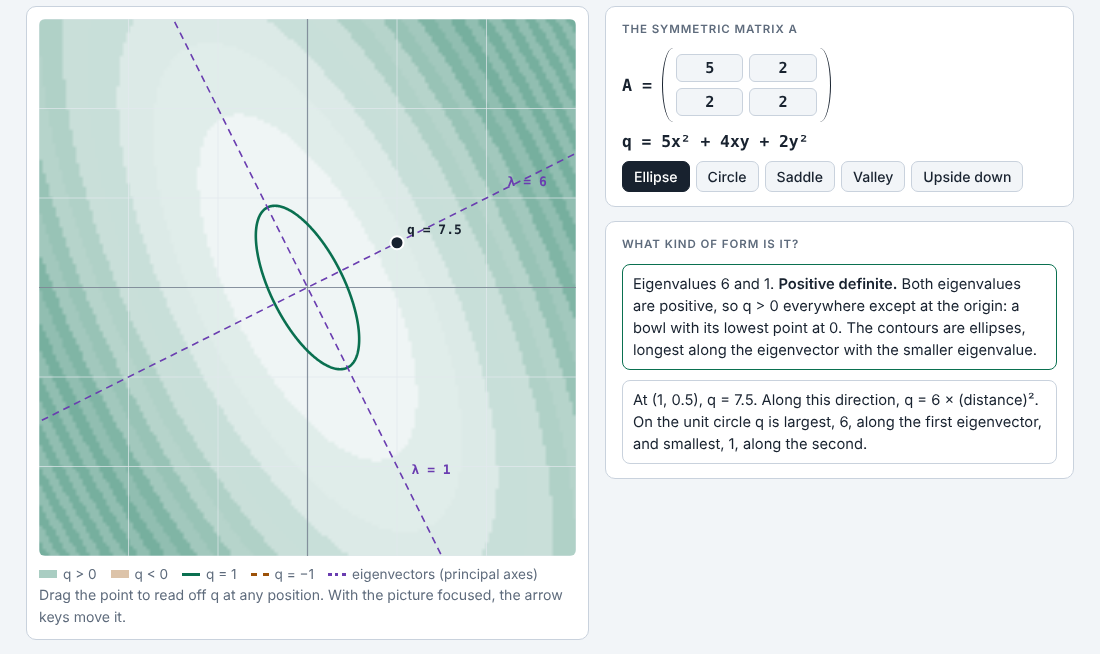 λ = 6
q = 7.5
λ = 1
q > 0 q < 0 q = 1 q = −1 eigenvectors (principal axes)
Drag the point to read off q at any position. With the picture focused, the arrow
keys move it.
THE SYMMETRIC MATRIX A
A =
5 2
2 2
q = 5x² + 4xy + 2y²
Ellipse Circle Saddle Valley Upside down
WHAT KIND OF FORM IS IT?
Eigenvalues 6 and 1. Positive definite. Both eigenvalues
are positive, so q > 0 everywhere except at the origin: a
bowl with its lowest point at 0. The contours are ellipses,
longest along the eigenvector with the smaller eigenvalue.
At (1, 0.5), q = 7.5. Along this direction, q = 6 × (distance)².
On the unit circle q is largest, 6, along the first eigenvector,
and smallest, 1, along the second.